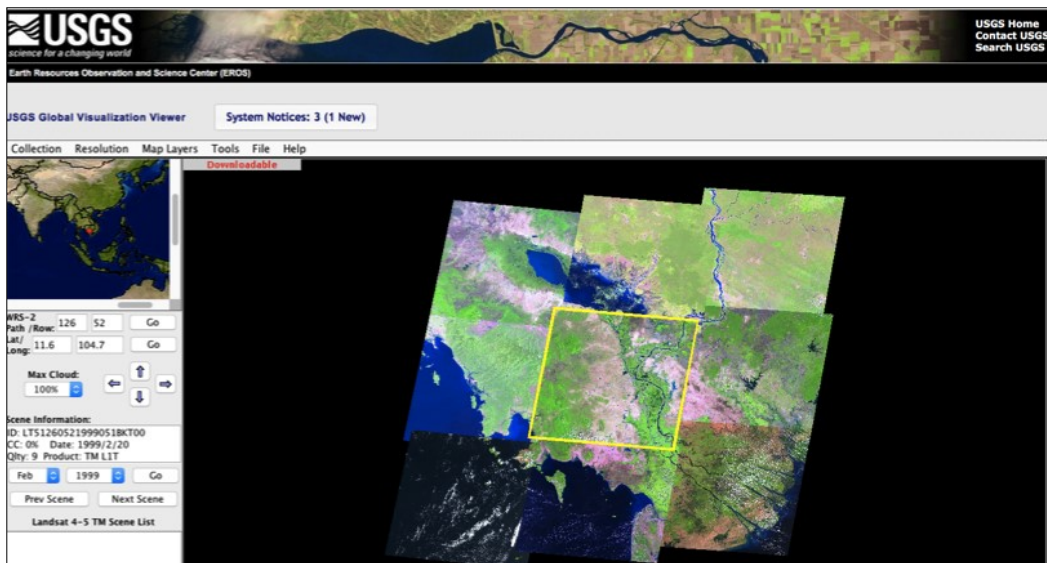 USGS
science for a changing world
USGS Home
Contact USGS
Search USGS
Earth Resources Observation and Science Center (EROS)
USGS Global Visualization Viewer
System Notices: 3 (1 New)
Collection Resolution Map Layers Tools File Help
Downloadable
WRS-2
Path /Row: 126 52 Go
Lat/
Long: 11.6 104.7 Go
Max Cloud:
100%
Scene Information:
ID: LT51260521999051BKT00
CC: 0% Date: 1999/2/20
Qlty: 9 Product: TM L1T
Feb 1999 Go
Prev Scene Next Scene
Landsat 4-5 TM Scene List